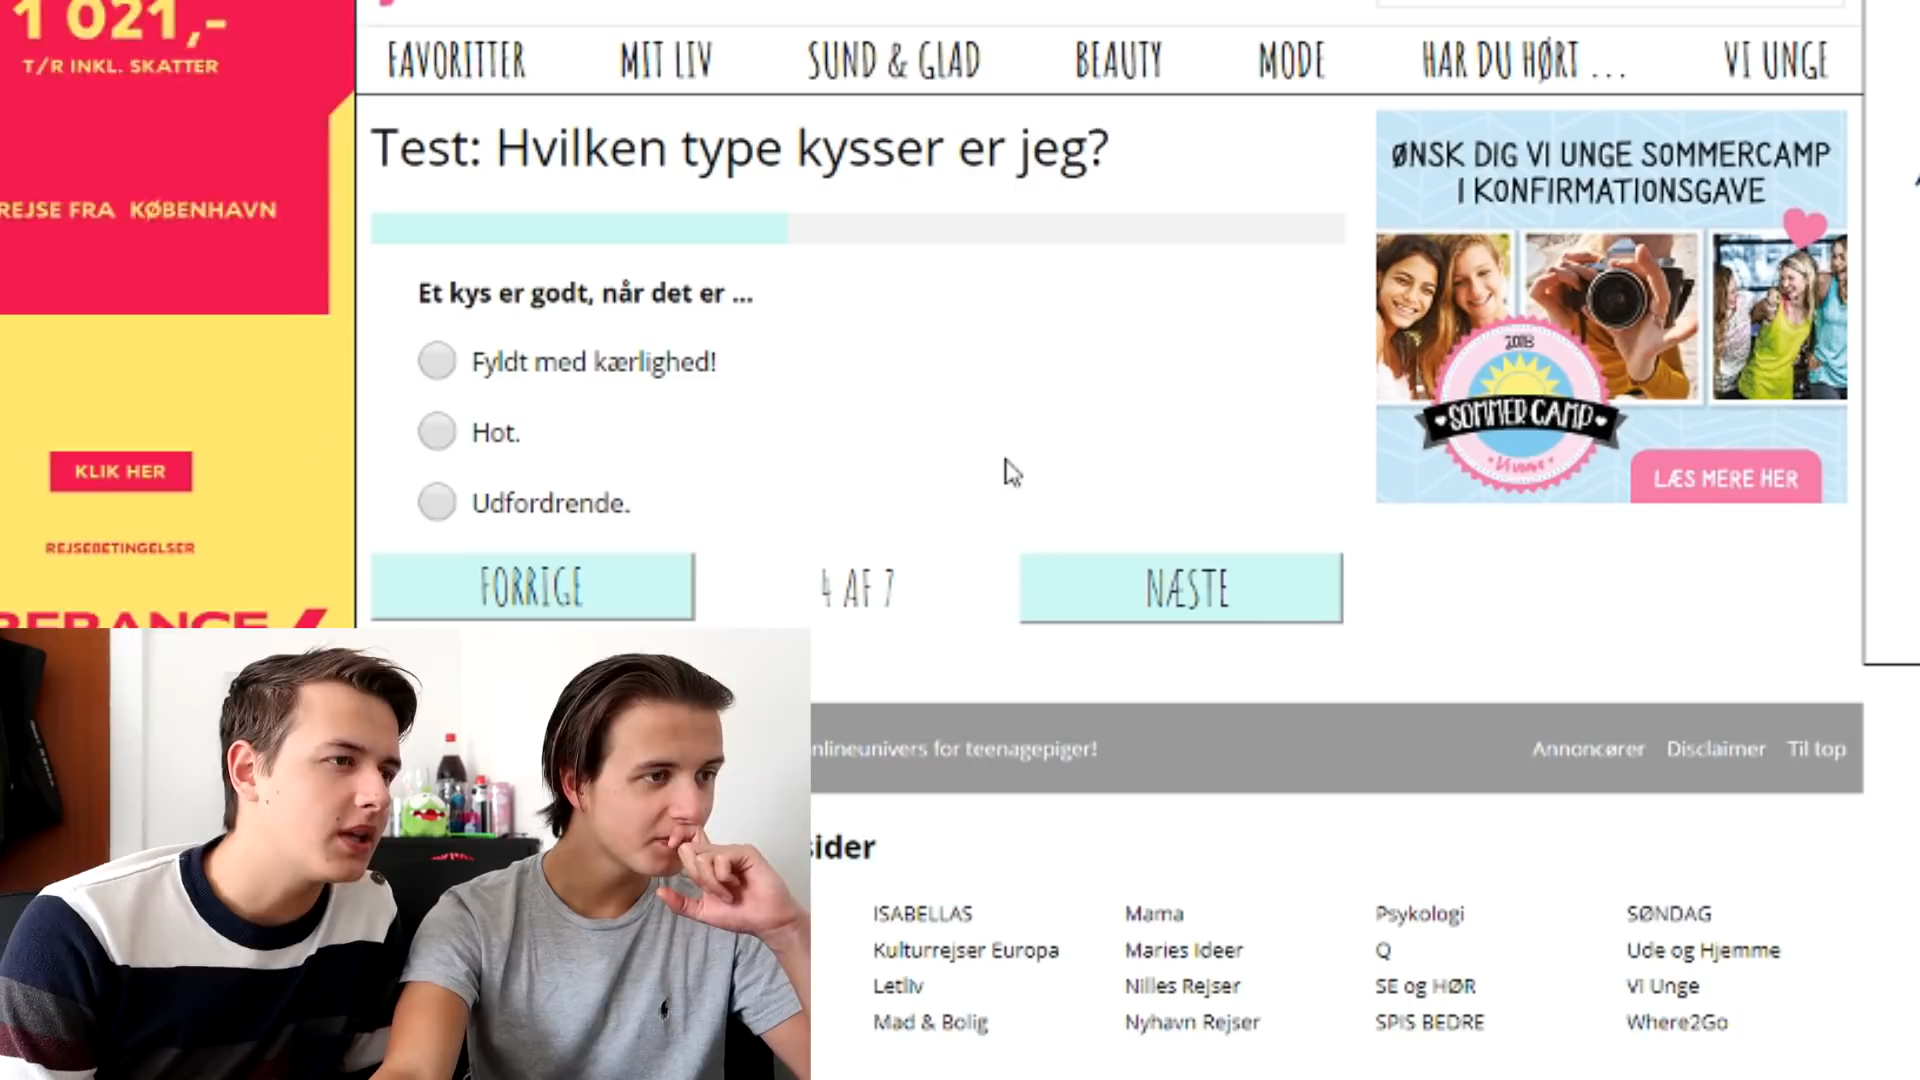 1 021,-
T/R INKL. SKATTER
REJSE FRA KØBENHAVN
KLIK HER
REJSEBETINGELSER
FAVORITTER
MIT LIV
SUND & GLAD
BEAUTY
MODE
HAR DU HØRT ...
VI UNGE
Test: Hvilken type kysser er jeg?
Et kys er godt, når det er ...
Fyldt med kærlighed!
Hot.
Udfordrende.
FORRIGE
4 AF 7
NÆSTE
ØNSK DIG VI UNGE SOMMERCAMP
I KONFIRMATIONSGAVE
2018
SOMMER CAMP
Vi unge
LÆS MERE HER
nlineunivers for teenagepiger!
Annoncører
Disclaimer
Til top
sider
ISABELLAS
Kulturrejser Europa
Letliv
Mad & Bolig
Mama
Maries Ideer
Nilles Rejser
Nyhavn Rejser
Psykologi
Q
SE og HØR
SPIS BEDRE
SØNDAG
Ude og Hjemme
Vi Unge
Where2Go